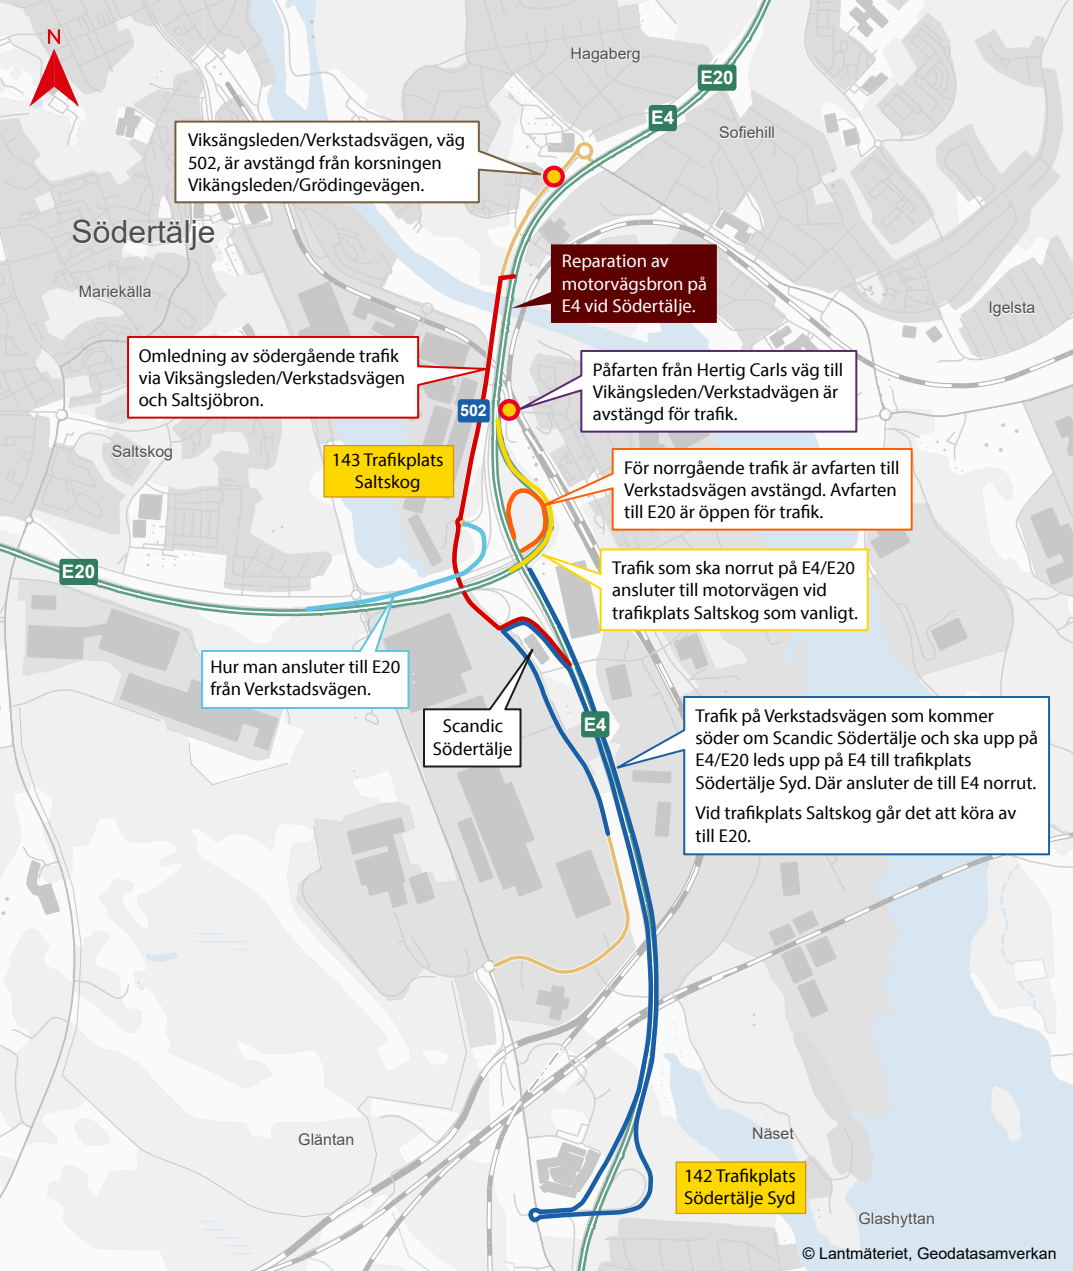 N
Hagaberg
E20
E4
Sofiehill
Viksängsleden/Verkstadsvägen, väg
502, är avstängd från korsningen
Vikängsleden/Grödingevägen.
Södertälje
Reparation av
motorvägsbron på
E4 vid Södertälje.
Mariekälla
Igelsta
Omledning av södergående trafik
via Viksängsleden/Verkstadsvägen
och Saltsjöbron.
Påfarten från Hertig Carls väg till
Vikängsleden/Verkstadvägen är
avstängd för trafik.
502
Saltskog
143 Trafikplats
Saltskog
För norrgående trafik är avfarten till
Verkstadsvägen avstängd. Avfarten
till E20 är öppen för trafik.
E20
Trafik som ska norrut på E4/E20
ansluter till motorvägen vid
trafikplats Saltskog som vanligt.
Hur man ansluter till E20
från Verkstadsvägen.
Scandic
Södertälje
E4
Trafik på Verkstadsvägen som kommer
söder om Scandic Södertälje och ska upp på
E4/E20 leds upp på E4 till trafikplats
Södertälje Syd. Där ansluter de till E4 norrut.
Vid trafikplats Saltskog går det att köra av
till E20.
Gläntan
Näset
142 Trafikplats
Södertälje Syd
Glashyttan
© Lantmäteriet, Geodatasamverkan